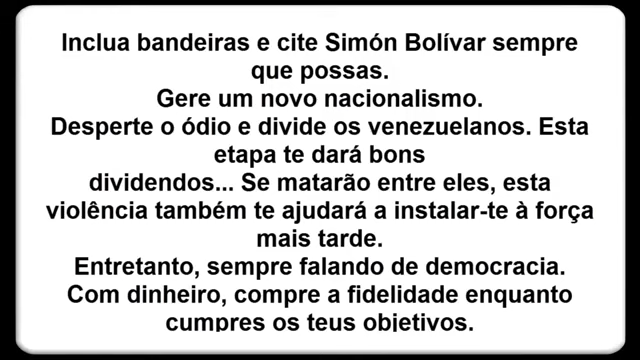 Inclua bandeiras e cite Simón Bolívar sempre
que possas.
Gere um novo nacionalismo.
Desperte o ódio e divide os venezuelanos. Esta
etapa te dará bons
dividendos... Se matarão entre eles, esta
violência também te ajudará a instalar-te à força
mais tarde.
Entretanto, sempre falando de democracia.
Com dinheiro, compre a fidelidade enquanto
cumpres os teus objetivos.